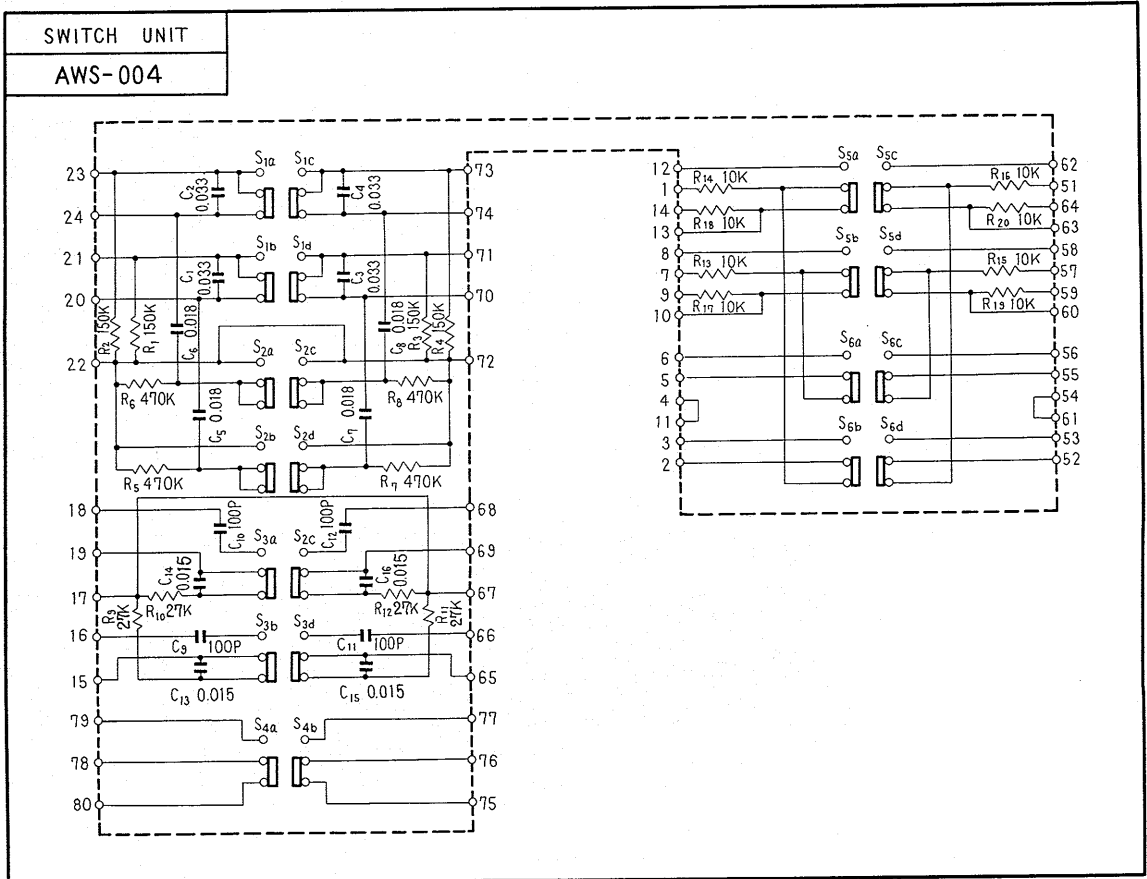 SWITCH UNIT
AWS-004
23
24
21
20
22
18
19
17
16
15
79
78
80
S1a
S1c
C2 0.033
C4 0.033
S1b
S1d
C1 0.033
C3 0.033
R2 150K
R1 150K
C6 0.018
C8 0.018
R3 150K
R4 150K
S2a
S2c
R6 470K
R8 470K
C5 0.018
C7 0.018
S2b
S2d
R5 470K
R7 470K
C10 100P
C12 100P
S3a
S2c
C14 0.015
C16 0.015
R9 27K
R10 27K
R12 27K
R11 27K
S3b
S3d
C9 100P
C11 100P
C13 0.015
C15 0.015
S4a
S4b
73
74
71
70
72
68
69
67
66
65
77
76
75
12
1
14
13
8
7
9
10
6
5
4
11
3
2
S5a
S5c
R14 10K
R16 10K
R18 10K
R20 10K
S5b
S5d
R13 10K
R15 10K
R17 10K
R19 10K
S6a
S6c
S6b
S6d
62
51
64
63
58
57
59
60
56
55
54
61
53
52